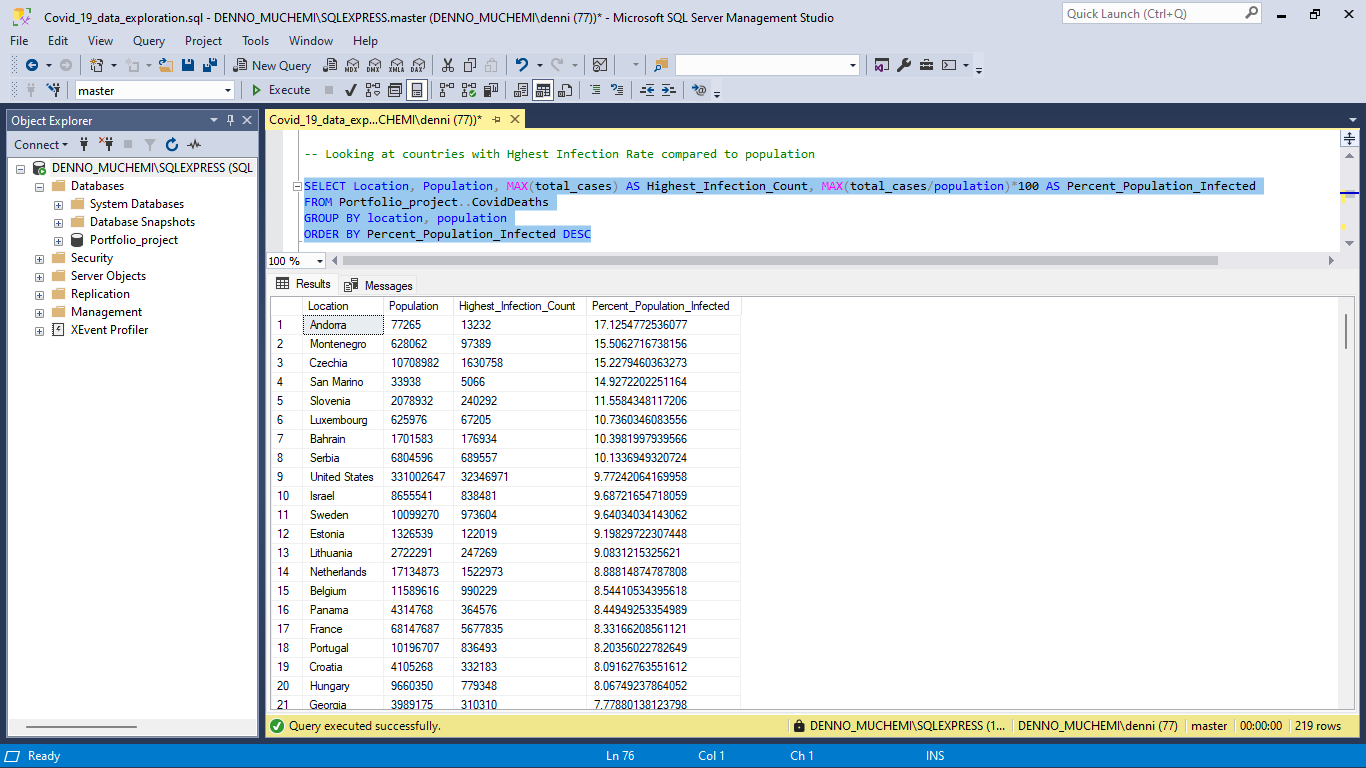 Covid_19_data_exploration.sql - DENNO_MUCHEMI\SQLEXPRESS.master (DENNO_MUCHEMI\denni (77))* - Microsoft SQL Server Management Studio
Quick Launch (Ctrl+Q)
File Edit View Query Project Tools Window Help
New Query MDX DMX XMLA DAX
master Execute
Object Explorer
Connect
DENNO_MUCHEMI\SQLEXPRESS (SQL
Databases
System Databases
Database Snapshots
Portfolio_project
Security
Server Objects
Replication
Management
XEvent Profiler
Covid_19_data_exp...CHEMI\denni (77))*
-- Looking at countries with Hghest Infection Rate compared to population
SELECT Location, Population, MAX(total_cases) AS Highest_Infection_Count, MAX(total_cases/population)*100 AS Percent_Population_Infected
FROM Portfolio_project..CovidDeaths
GROUP BY location, population
ORDER BY Percent_Population_Infected DESC
100 %
Results Messages
Location Population Highest_Infection_Count Percent_Population_Infected
1 Andorra 77265 13232 17.1254772536077
2 Montenegro 628062 97389 15.5062716738156
3 Czechia 10708982 1630758 15.2279460363273
4 San Marino 33938 5066 14.9272202251164
5 Slovenia 2078932 240292 11.5584348117206
6 Luxembourg 625976 67205 10.7360346083556
7 Bahrain 1701583 176934 10.3981997939566
8 Serbia 6804596 689557 10.1336949320724
9 United States 331002647 32346971 9.77242064169958
10 Israel 8655541 838481 9.68721654718059
11 Sweden 10099270 973604 9.64034034143062
12 Estonia 1326539 122019 9.19829722307448
13 Lithuania 2722291 247269 9.0831215325621
14 Netherlands 17134873 1522973 8.88814874787808
15 Belgium 11589616 990229 8.54410534395618
16 Panama 4314768 364576 8.44949253354989
17 France 68147687 5677835 8.33166208561121
18 Portugal 10196707 836493 8.20356022782649
19 Croatia 4105268 332183 8.09162763551612
20 Hungary 9660350 779348 8.06749237864052
21 Georgia 3989175 310310 7.77880138123798
Query executed successfully. DENNO_MUCHEMI\SQLEXPRESS (1... DENNO_MUCHEMI\denni (77) master 00:00:00 219 rows
Ready Ln 76 Col 1 Ch 1 INS